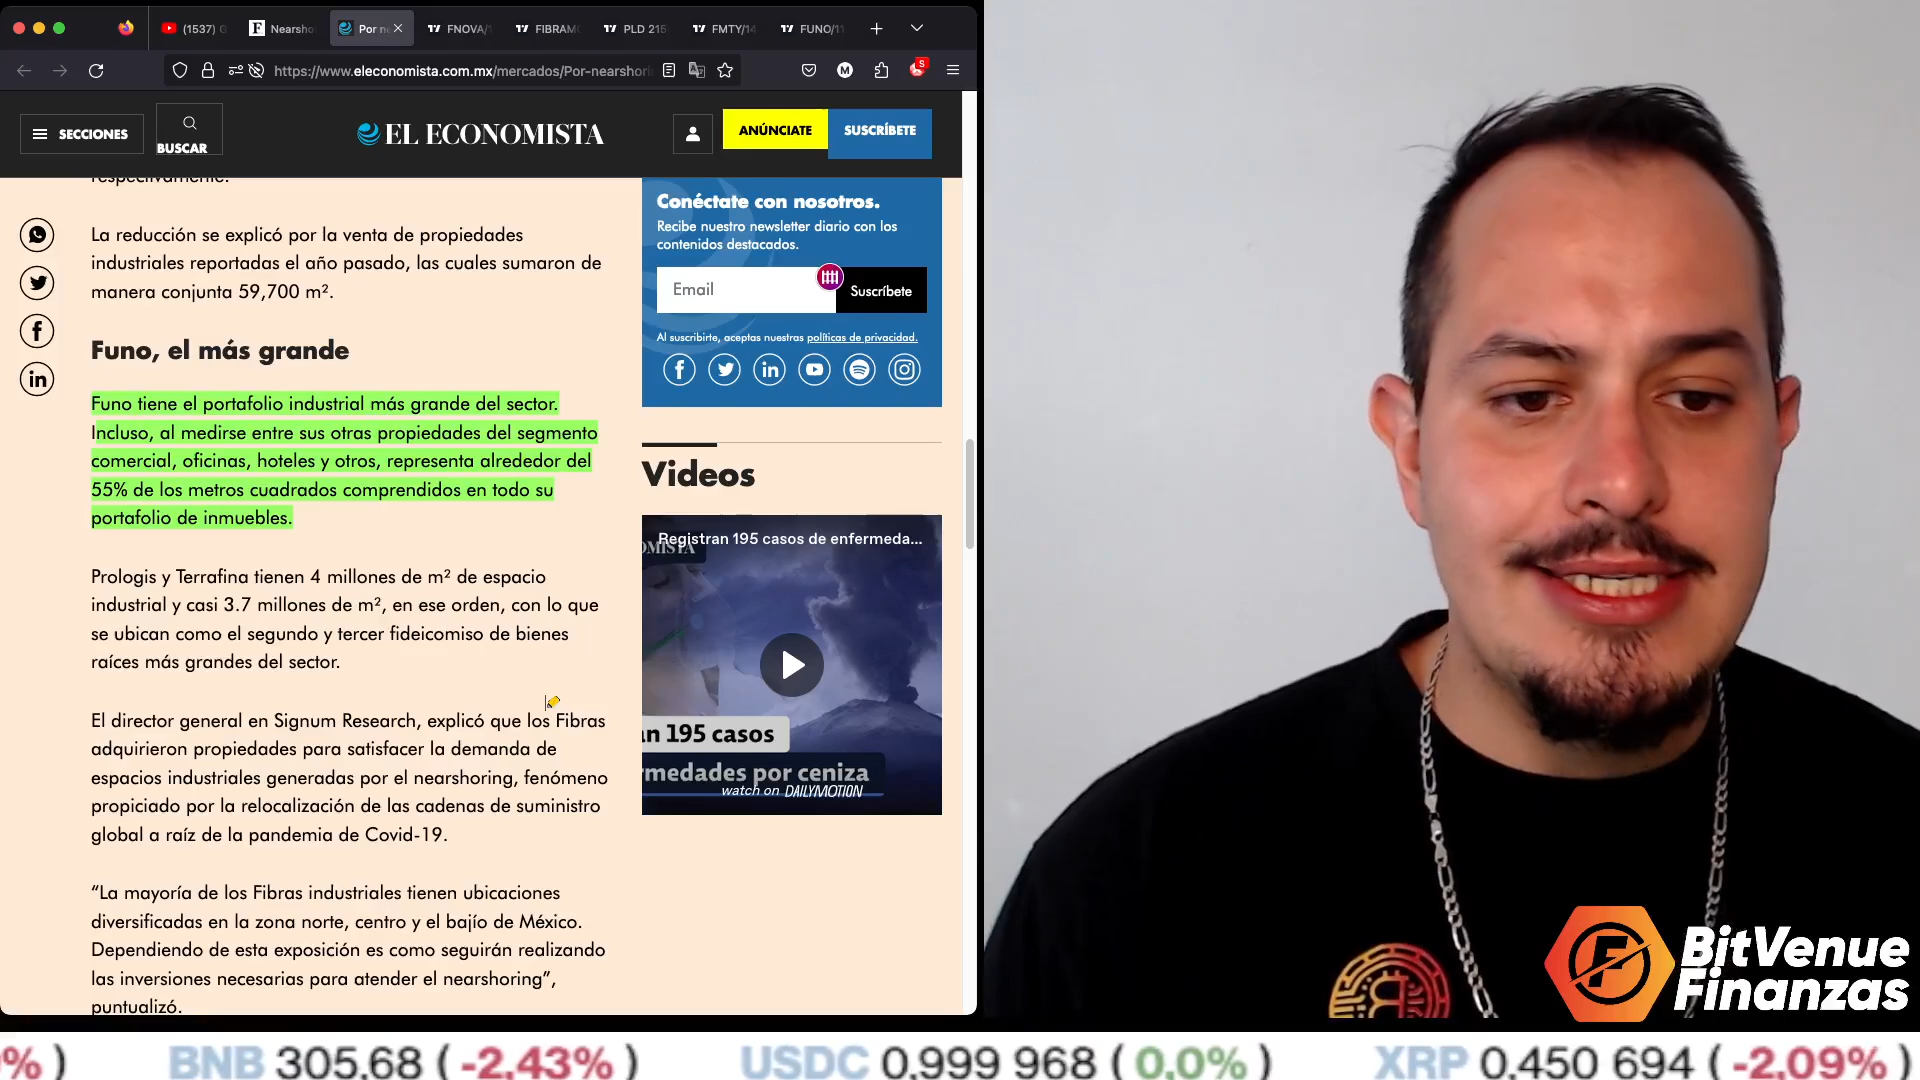 (1537) G
Nearsho
Por n
FNOVA/1
FIBRAM
PLD 215
FMTY/14
FUNO/11
https://www.eleconomista.com.mx/mercados/Por-nearshori
M
S
SECCIONES
BUSCAR
EL ECONOMISTA
ANÚNCIATE
SUSCRÍBETE
respectivamente.
La reducción se explicó por la venta de propiedades
industriales reportadas el año pasado, las cuales sumaron de
manera conjunta 59,700 m².
Funo, el más grande
Funo tiene el portafolio industrial más grande del sector.
Incluso, al medirse entre sus otras propiedades del segmento
comercial, oficinas, hoteles y otros, representa alrededor del
55% de los metros cuadrados comprendidos en todo su
portafolio de inmuebles.
Prologis y Terrafina tienen 4 millones de m² de espacio
industrial y casi 3.7 millones de m², en ese orden, con lo que
se ubican como el segundo y tercer fideicomiso de bienes
raíces más grandes del sector.
El director general en Signum Research, explicó que los Fibras
adquirieron propiedades para satisfacer la demanda de
espacios industriales generadas por el nearshoring, fenómeno
propiciado por la relocalización de las cadenas de suministro
global a raíz de la pandemia de Covid-19.
“La mayoría de los Fibras industriales tienen ubicaciones
diversificadas en la zona norte, centro y el bajío de México.
Dependiendo de esta exposición es como seguirán realizando
las inversiones necesarias para atender el nearshoring”,
puntualizó.
Conéctate con nosotros.
Recibe nuestro newsletter diario con los
contenidos destacados.
Email
Suscríbete
Al suscribirte, aceptas nuestras políticas de privacidad.
Videos
OMISTA
Registran 195 casos de enfermeda...
an 195 casos
rmedades por ceniza
watch on DAILYMOTION
BitVenue
Finanzas
%) BNB 305,68 (-2,43%) USDC 0,999 968 (0,0%) XRP 0,450 694 (-2,09%)